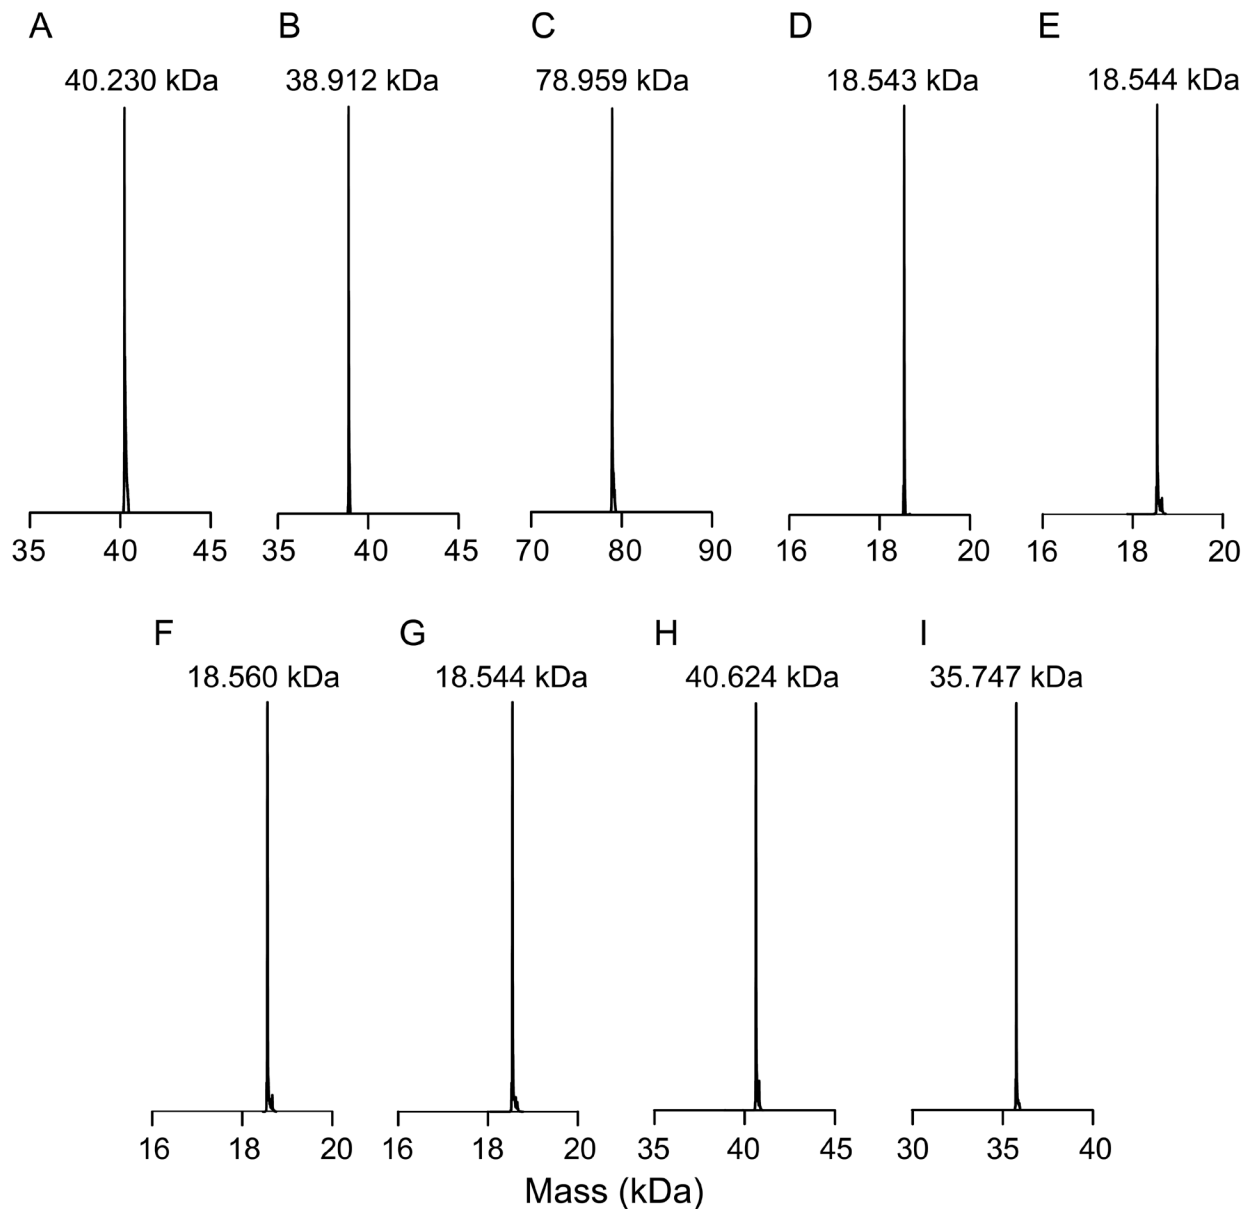 A B C D E
40.230 kDa 38.912 kDa 78.959 kDa 18.543 kDa 18.544 kDa
35 40 45 35 40 45 70 80 90 16 18 20 16 18 20
F G H I
18.560 kDa 18.544 kDa 40.624 kDa 35.747 kDa
16 18 20 16 18 20 35 40 45 30 35 40
Mass (kDa)